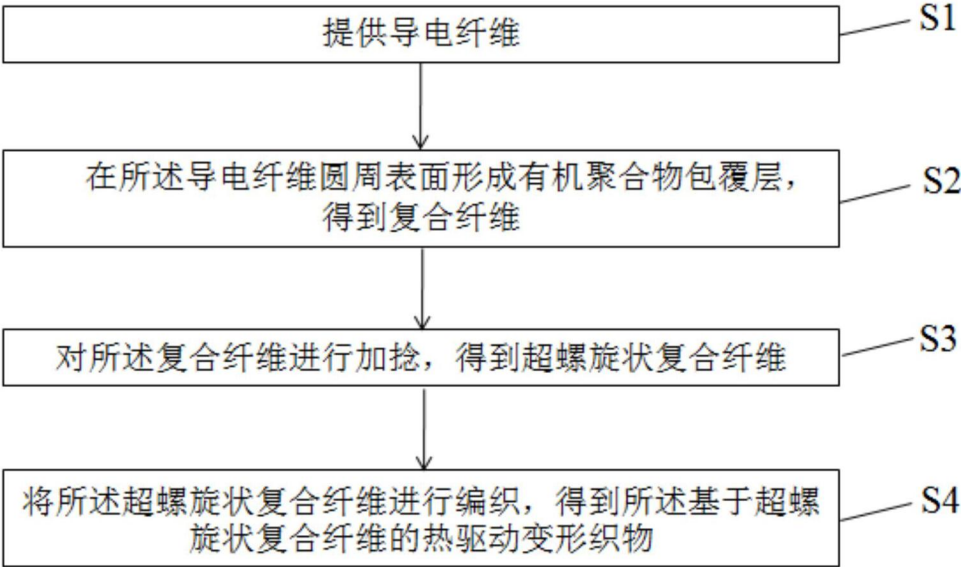 提供导电纤维
S1
在所述导电纤维圆周表面形成有机聚合物包覆层，
得到复合纤维
S2
对所述复合纤维进行加捻，得到超螺旋状复合纤维
S3
将所述超螺旋状复合纤维进行编织，得到所述基于超螺
旋状复合纤维的热驱动变形织物
S4